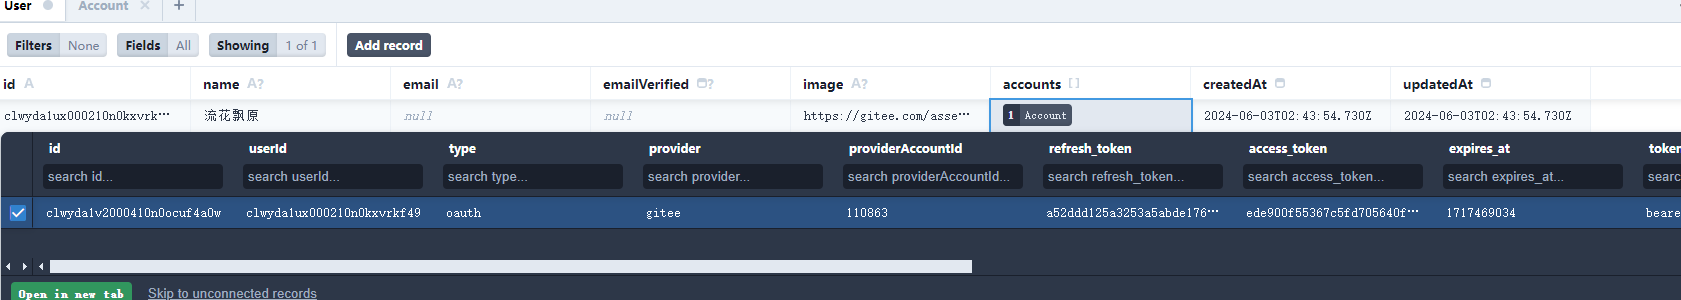 User Account × +
Filters None Fields All Showing 1 of 1 Add record
id A name A? email A? emailVerified ? image A? accounts [] createdAt updatedAt
clwyda1ux000210n0kxvrk… 流花飘原 null null https://gitee.com/asse… 1 Account 2024-06-03T02:43:54.730Z 2024-06-03T02:43:54.730Z
id userId type provider providerAccountId refresh_token access_token expires_at token
search id... search userId... search type... search provider... search providerAccountId... search refresh_token... search access_token... search expires_at... searc
clwyda1v2000410n0ocuf4a0w clwyda1ux000210n0kxvrkf49 oauth gitee 110863 a52ddd125a3253a5abde176… ede900f55367c5fd705640f… 1717469034 beare
Open in new tab Skip to unconnected records